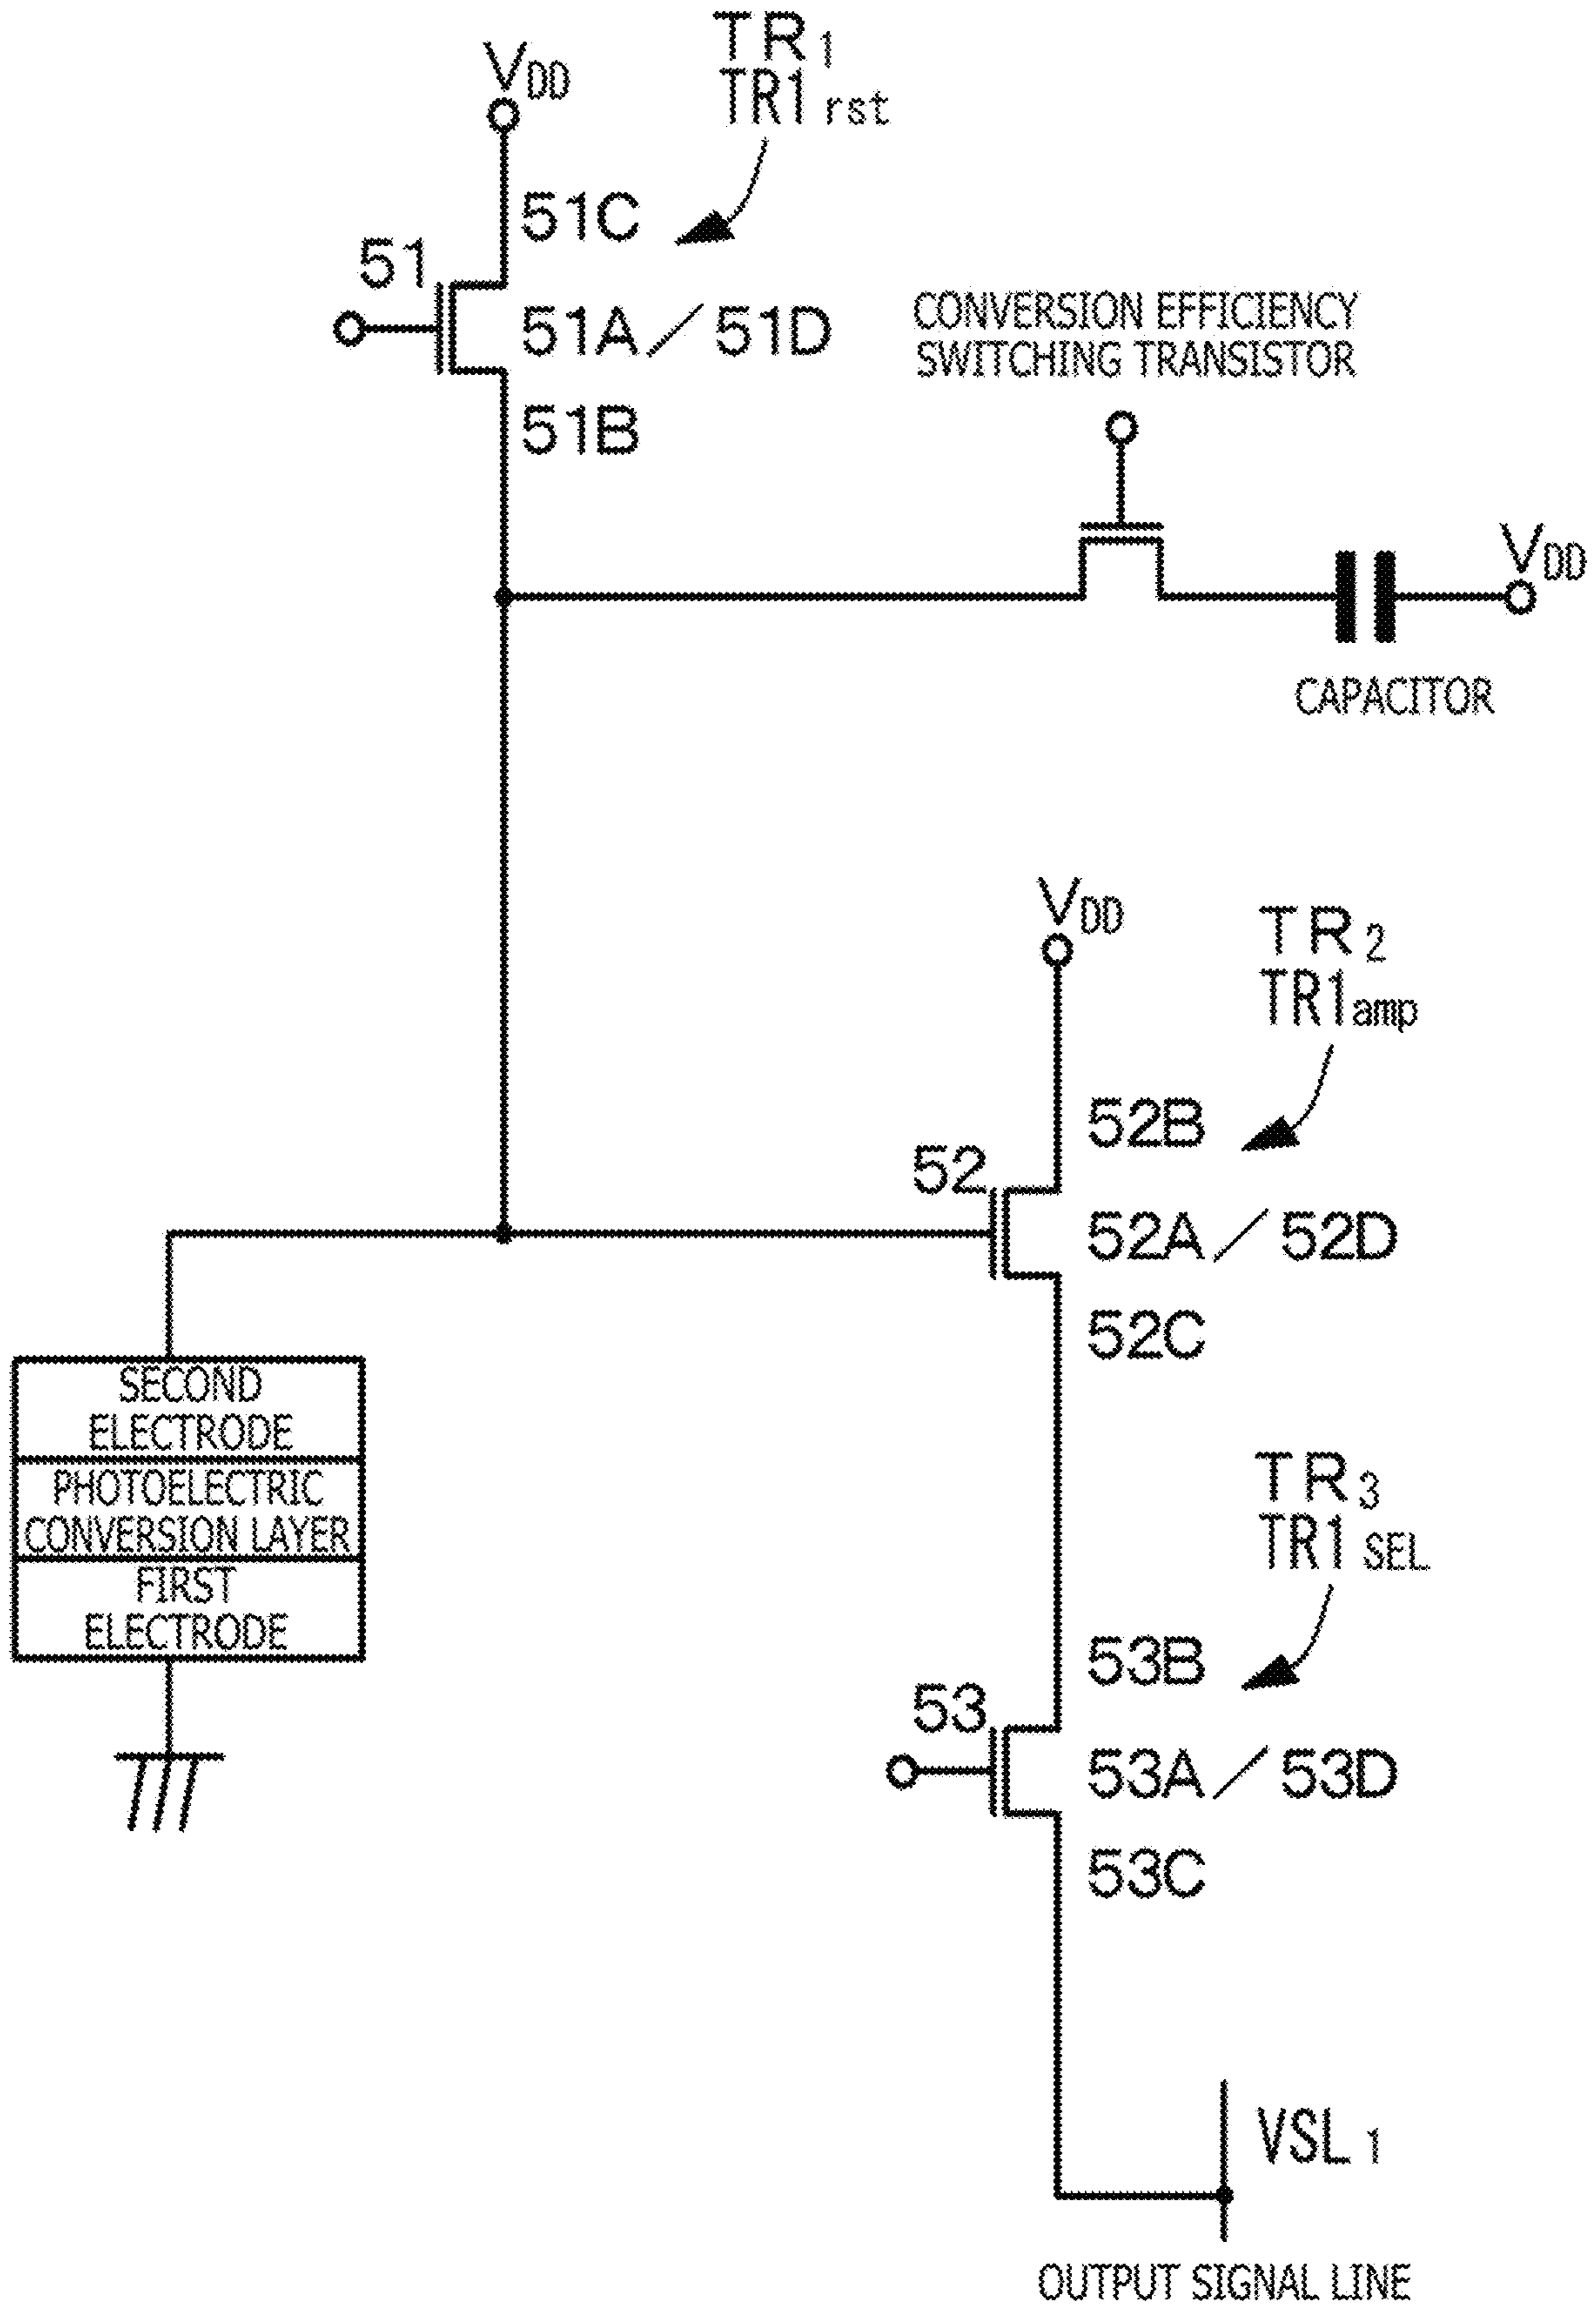 TR1
VDD
TR1rst
51C
51
51A/51D
CONVERSION EFFICIENCY
SWITCHING TRANSISTOR
51B
VDD
CAPACITOR
VDD
TR2
TR1amp
52B
52
52A/52D
52C
SECOND
ELECTRODE
PHOTOELECTRIC
CONVERSION LAYER
FIRST
ELECTRODE
TR3
TR1SEL
53B
53
53A/53D
53C
VSL1
OUTPUT SIGNAL LINE